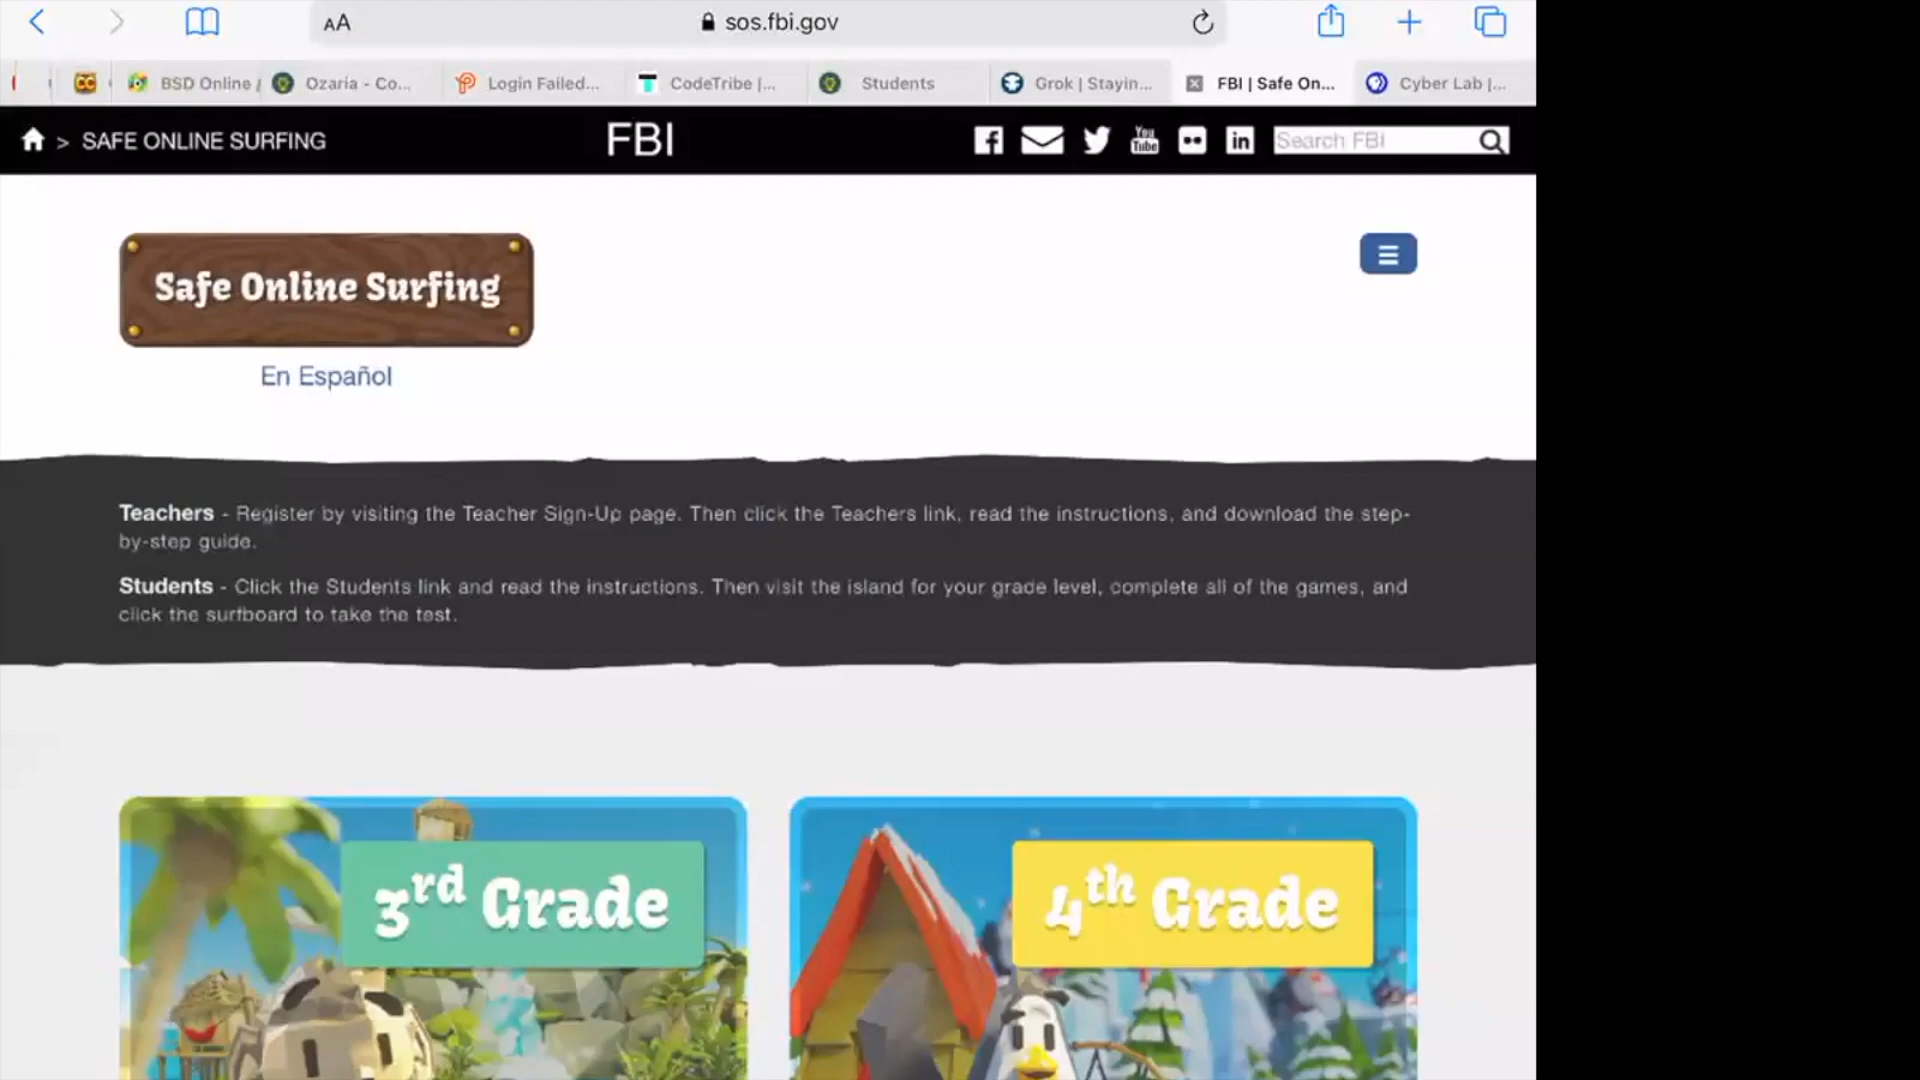 AA
sos.fbi.gov
BSD Online
Ozaria - Co...
Login Failed...
CodeTribe |...
Students
Grok | Stayin...
FBI | Safe On...
Cyber Lab |...
> SAFE ONLINE SURFING
FBI
You Tube
in
Search FBI
Safe Online Surfing
En Español
Teachers - Register by visiting the Teacher Sign-Up page. Then click the Teachers link, read the instructions, and download the step-
by-step guide.
Students - Click the Students link and read the instructions. Then visit the island for your grade level, complete all of the games, and
click the surfboard to take the test.
3rd Grade
4th Grade